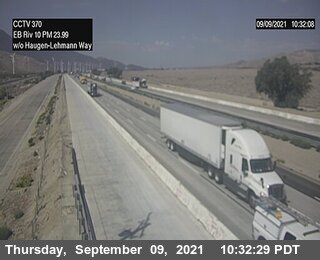 CCTV 370
EB Riv 10 PM 23.99
w/o Haugen-Lehmann Way
09/09/2021 10:32:08
Thursday, September 09, 2021 10:32:29 PDT